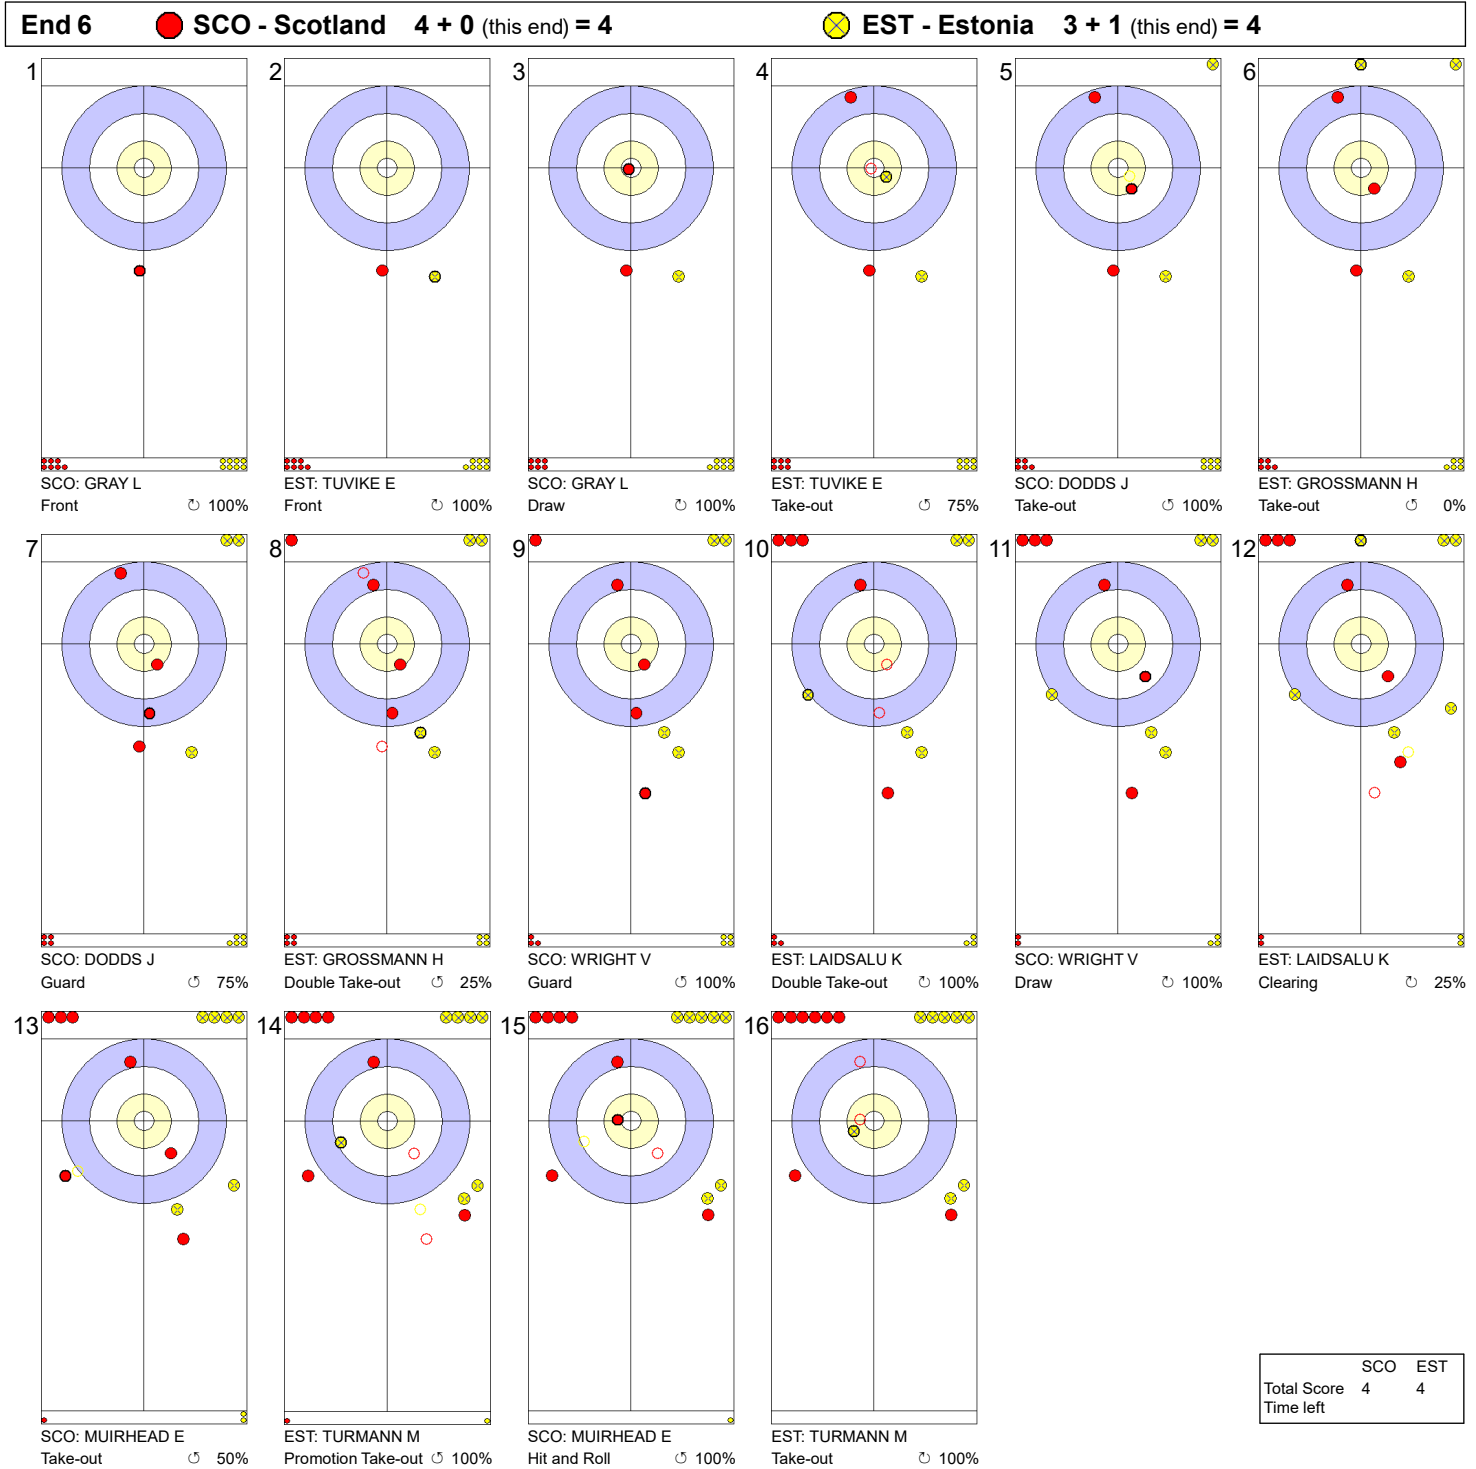 End 6 SCO - Scotland 4 + 0 (this end) = 4 EST - Estonia 3 + 1 (this end) = 4
1 2 3 4 5 6
SCO: GRAY L EST: TUVIKE E SCO: GRAY L EST: TUVIKE E SCO: DODDS J EST: GROSSMANN H
Front ↻ 100% Front ↻ 100% Draw ↻ 100% Take-out ↺ 75% Take-out ↺ 100% Take-out ↺ 0%
7 8 9 10 11 12
SCO: DODDS J EST: GROSSMANN H SCO: WRIGHT V EST: LAIDSALU K SCO: WRIGHT V EST: LAIDSALU K
Guard ↺ 75% Double Take-out ↺ 25% Guard ↺ 100% Double Take-out ↻ 100% Draw ↻ 100% Clearing ↺ 25%
13 14 15 16
SCO: MUIRHEAD E EST: TURMANN M SCO: MUIRHEAD E EST: TURMANN M
Take-out ↺ 50% Promotion Take-out ↺ 100% Hit and Roll ↺ 100% Take-out ↺ 100%
SCO EST
Total Score 4 4
Time left